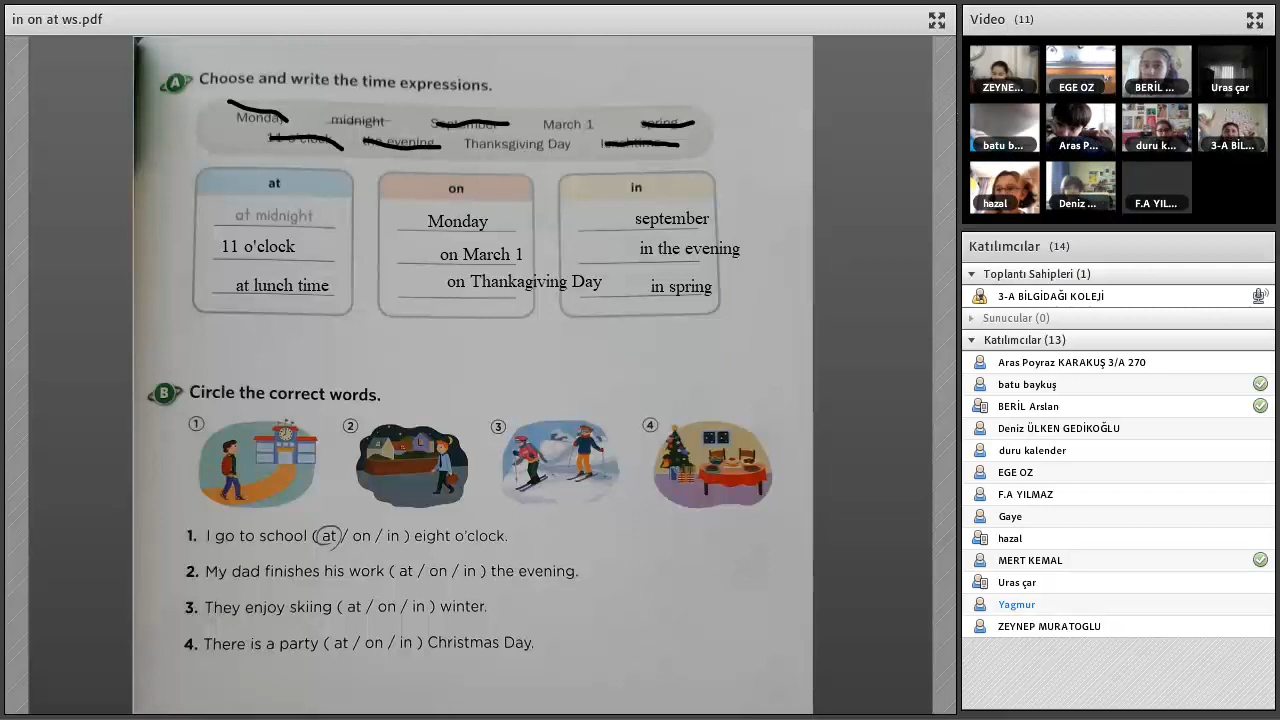 in on at ws.pdf
A Choose and write the time expressions.
Monday midnight September March 1 spring
11 o'clock the evening Thanksgiving Day lunchtime
at on in
at midnight Monday september
11 o'clock on March 1 in the evening
at lunch time on Thankagiving Day in spring
B Circle the correct words.
1 2 3 4
1. I go to school ( at / on / in ) eight o'clock.
2. My dad finishes his work ( at / on / in ) the evening.
3. They enjoy skiing ( at / on / in ) winter.
4. There is a party ( at / on / in ) Christmas Day.
Video (11)
ZEYNE... EGE OZ BERİL ... Uras çar
batu b... Aras P... duru k... 3-A BİL...
hazal Deniz ... F.A YIL...
Katılımcılar (14)
Toplantı Sahipleri (1)
3-A BİLGİDAĞI KOLEJİ
Sunucular (0)
Katılımcılar (13)
Aras Poyraz KARAKUŞ 3/A 270
batu baykuş
BERİL Arslan
Deniz ÜLKEN GEDİKOĞLU
duru kalender
EGE OZ
F.A YILMAZ
Gaye
hazal
MERT KEMAL
Uras çar
Yagmur
ZEYNEP MURATOGLU